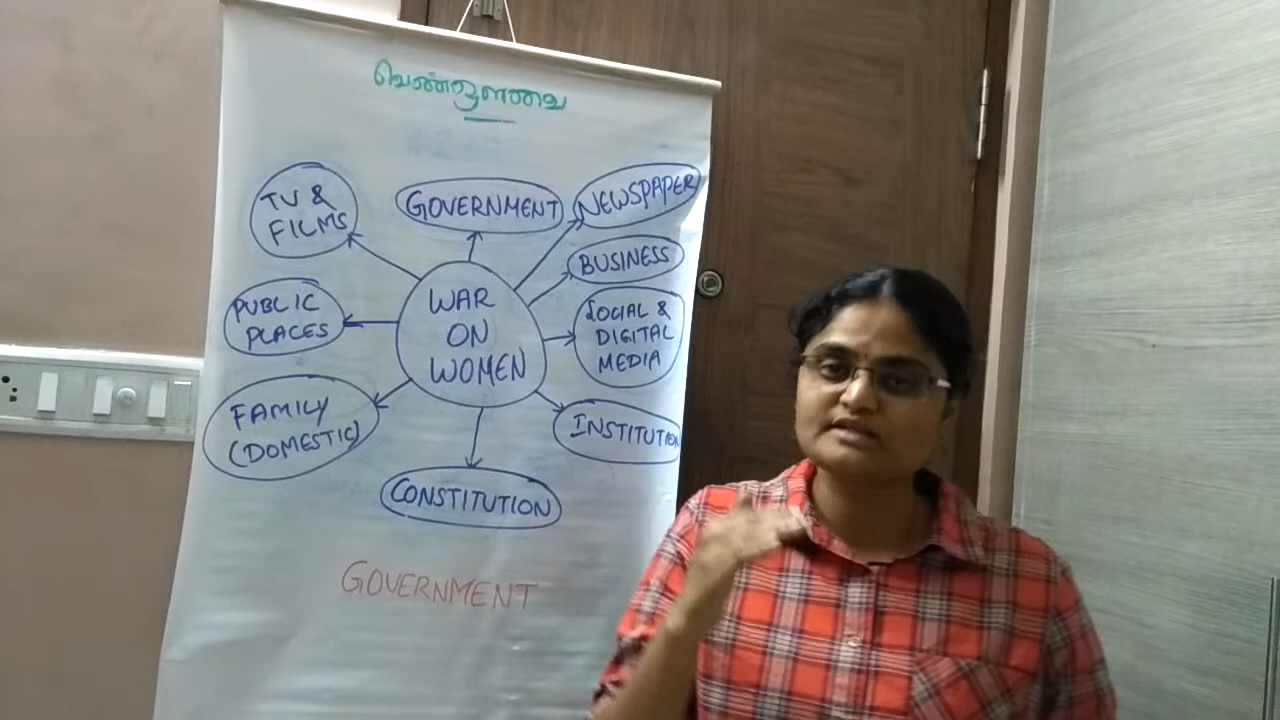 TV &
FILMS
GOVERNMENT
NEWSPAPER
BUSINESS
PUBLIC
PLACES
WAR
ON
WOMEN
SOCIAL &
DIGITAL
MEDIA
FAMILY
(DOMESTIC)
INSTITUTION
CONSTITUTION
GOVERNMENT